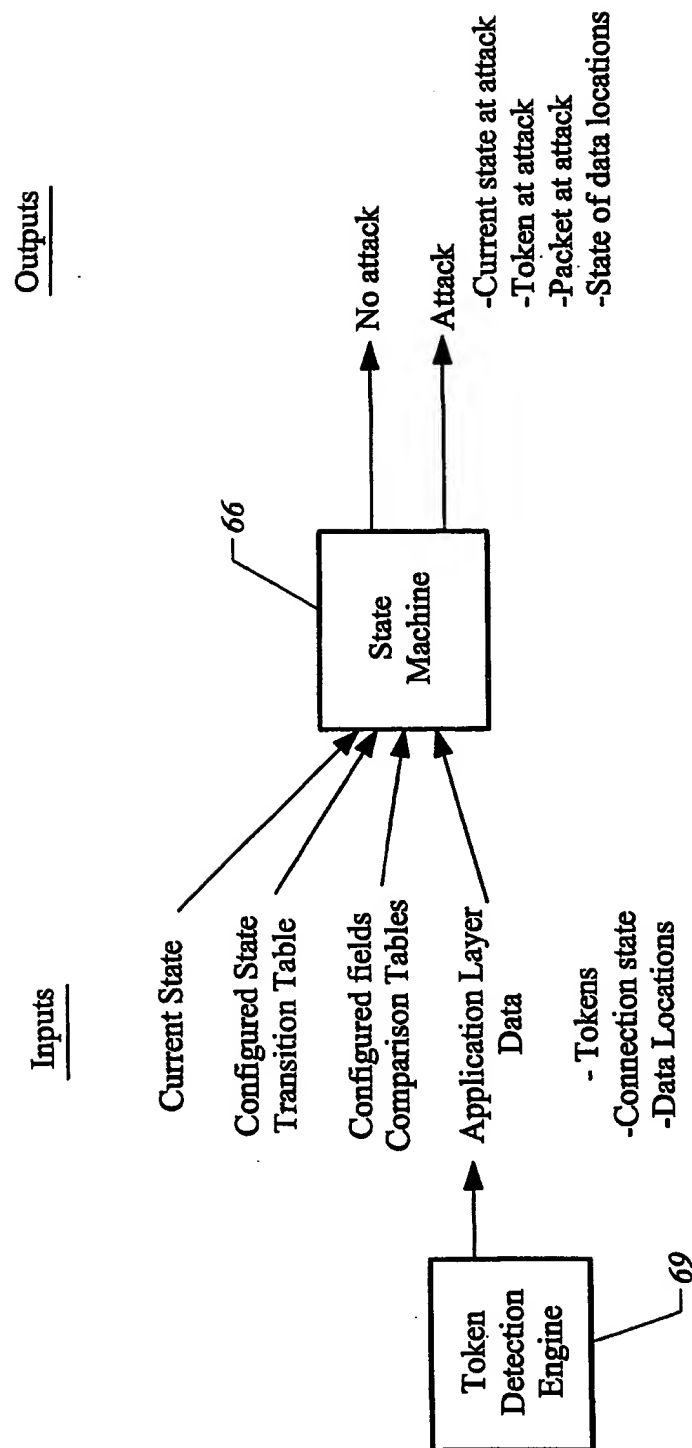 Inputs
Outputs
Current State
Configured State
Transition Table
Configured fields
Comparison Tables
Application Layer
Data
- Tokens
-Connection state
-Data Locations
Token
Detection
Engine
69
State
Machine
66
No attack
Attack
-Current state at attack
-Token at attack
-Packet at attack
-State of data locations